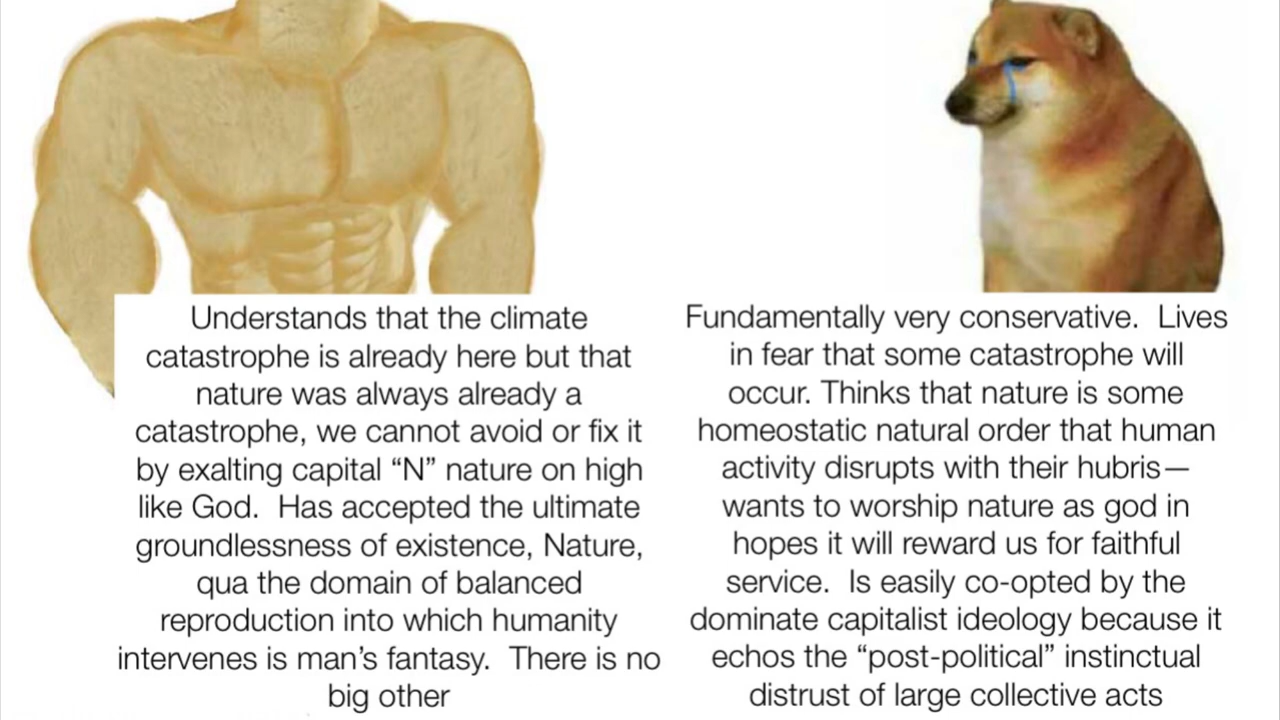 Understands that the climate
catastrophe is already here but that
nature was always already a
catastrophe, we cannot avoid or fix it
by exalting capital “N” nature on high
like God.  Has accepted the ultimate
groundlessness of existence, Nature,
qua the domain of balanced
reproduction into which humanity
intervenes is man’s fantasy.  There is no
big other
Fundamentally very conservative.  Lives
in fear that some catastrophe will
occur. Thinks that nature is some
homeostatic natural order that human
activity disrupts with their hubris—
wants to worship nature as god in
hopes it will reward us for faithful
service.  Is easily co-opted by the
dominate capitalist ideology because it
echos the “post-political” instinctual
distrust of large collective acts